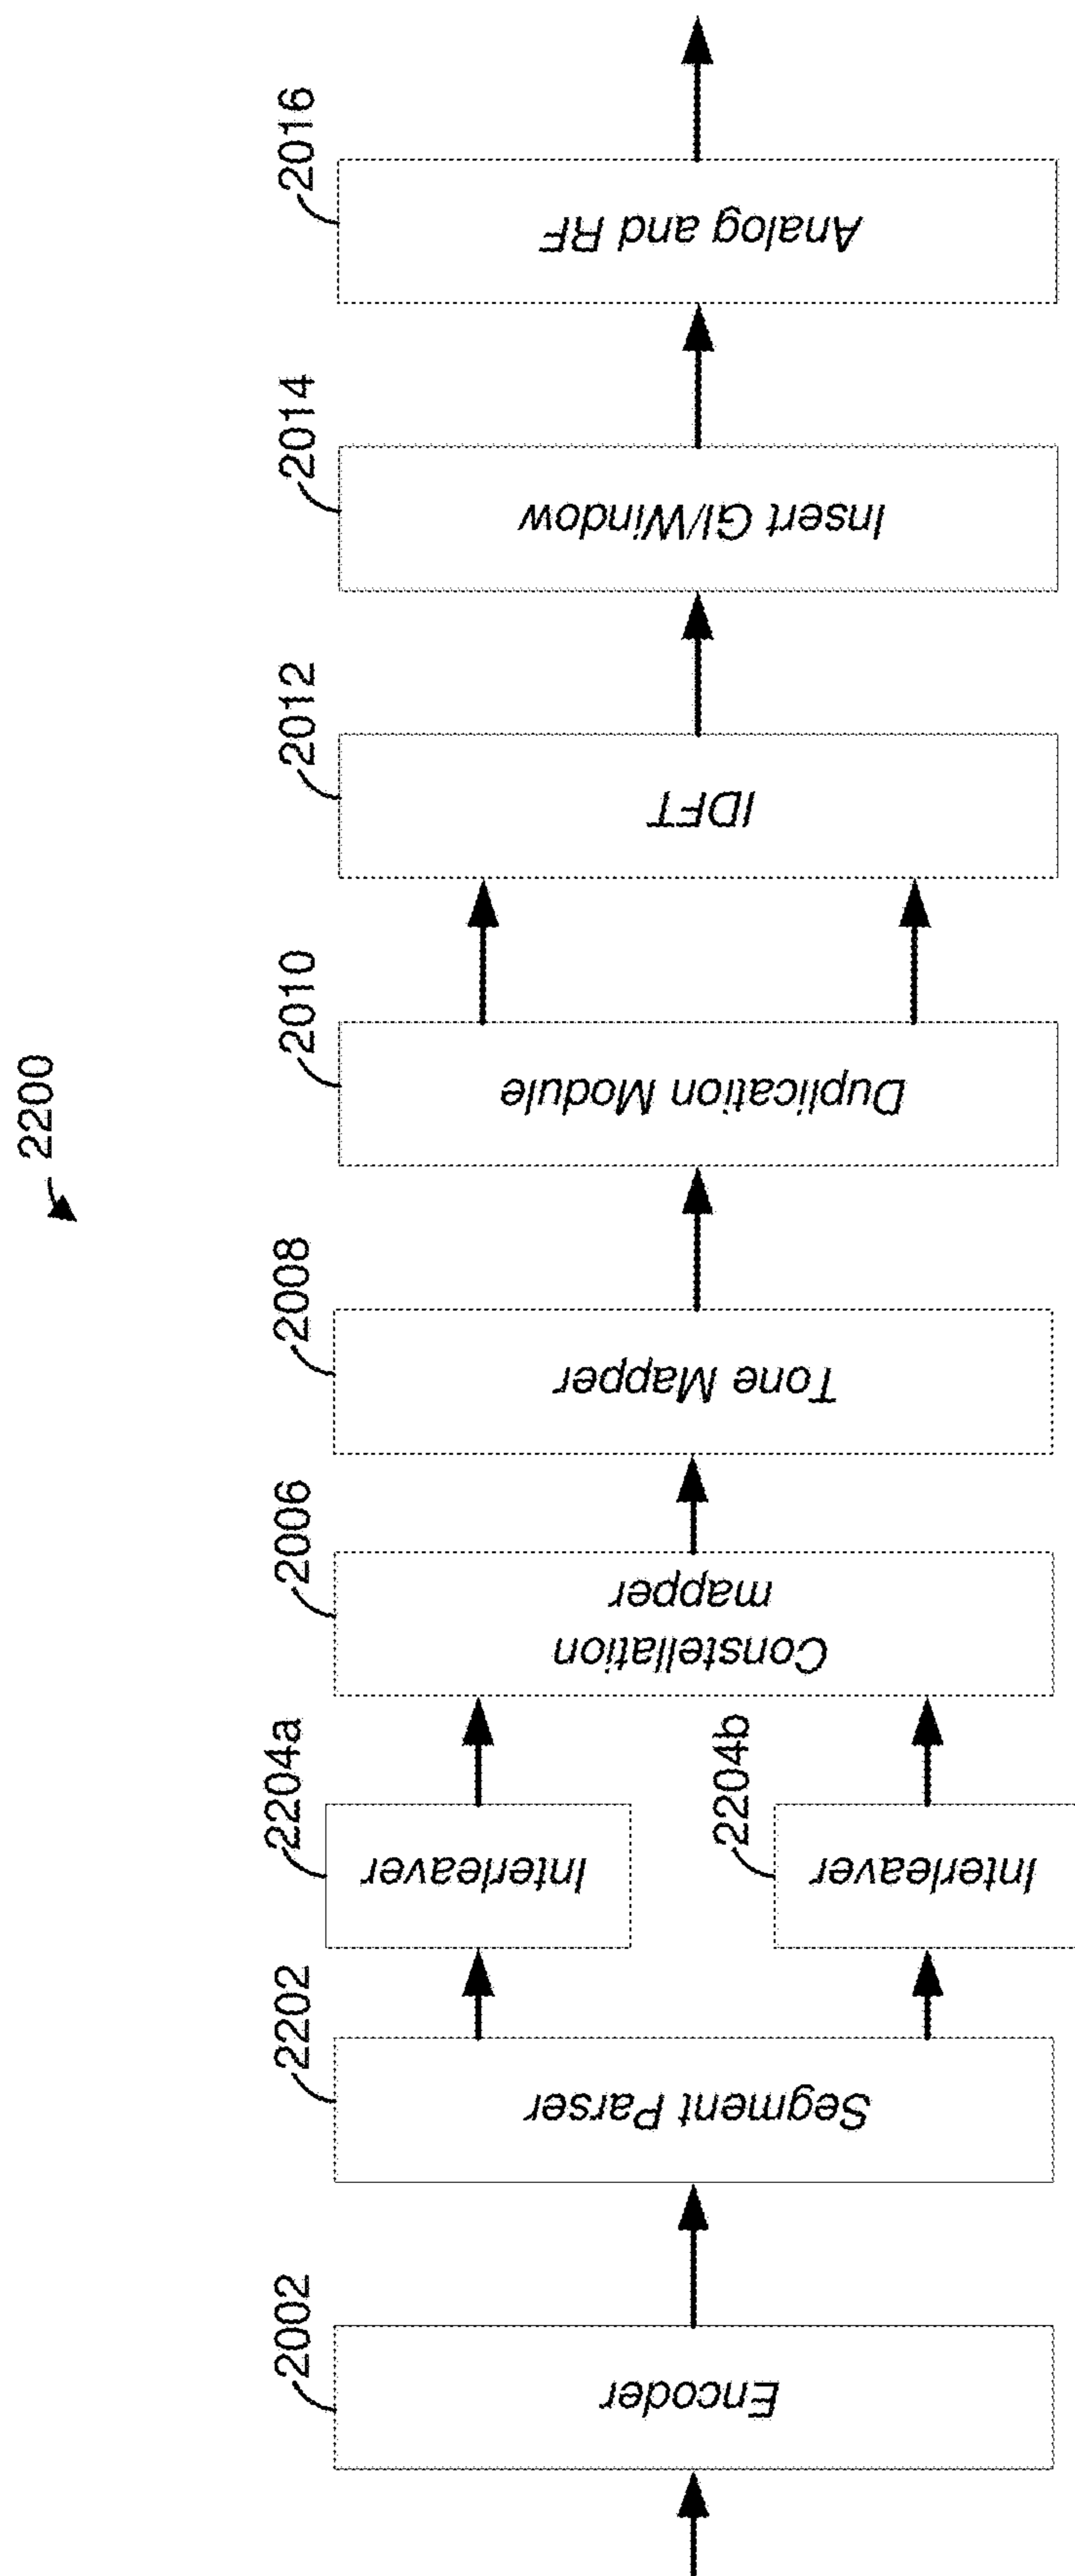 2200
2002
Encoder
2202
Segment Parser
2204a
Interleaver
2204b
Interleaver
2006
Constellation
mapper
2008
Tone Mapper
2010
Duplication Module
2012
IDFT
2014
Insert GI/Window
2016
Analog and RF